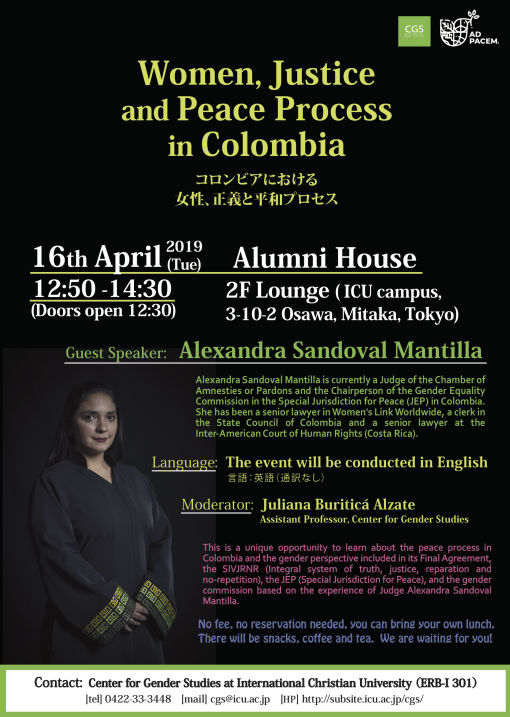 CGS
AD
PACEM.
Women, Justice
and Peace Process
in Colombia
コロンビアにおける
女性、正義と平和プロセス
16th April 2019 (Tue)
Alumni House
12:50 -14:30
(Doors open 12:30)
2F Lounge ( ICU campus,
3-10-2 Osawa, Mitaka, Tokyo)
Guest Speaker: Alexandra Sandoval Mantilla
Alexandra Sandoval Mantilla is currently a Judge of the Chamber of
Amnesties or Pardons and the Chairperson of the Gender Equality
Commission in the Special Jurisdiction for Peace (JEP) in Colombia.
She has been a senior lawyer in Women's Link Worldwide, a clerk in
the State Council of Colombia and a senior lawyer at the
Inter-American Court of Human Rights (Costa Rica).
Language: The event will be conducted in English
言語：英語（通訳なし）
Moderator: Juliana Buriticá Alzate
Assistant Professor, Center for Gender Studies
This is a unique opportunity to learn about the peace process in
Colombia and the gender perspective included in its Final Agreement,
the SIVJRNR (Integral system of truth, justice, reparation and
no-repetition), the JEP (Special Jurisdiction for Peace), and the gender
commission based on the experience of Judge Alexandra Sandoval
Mantilla.
No fee, no reservation needed, you can bring your own lunch.
There will be snacks, coffee and tea. We are waiting for you!
Contact: Center for Gender Studies at International Christian University (ERB-I 301)
[tel] 0422-33-3448 [mail] cgs@icu.ac.jp [HP] http://subsite.icu.ac.jp/cgs/